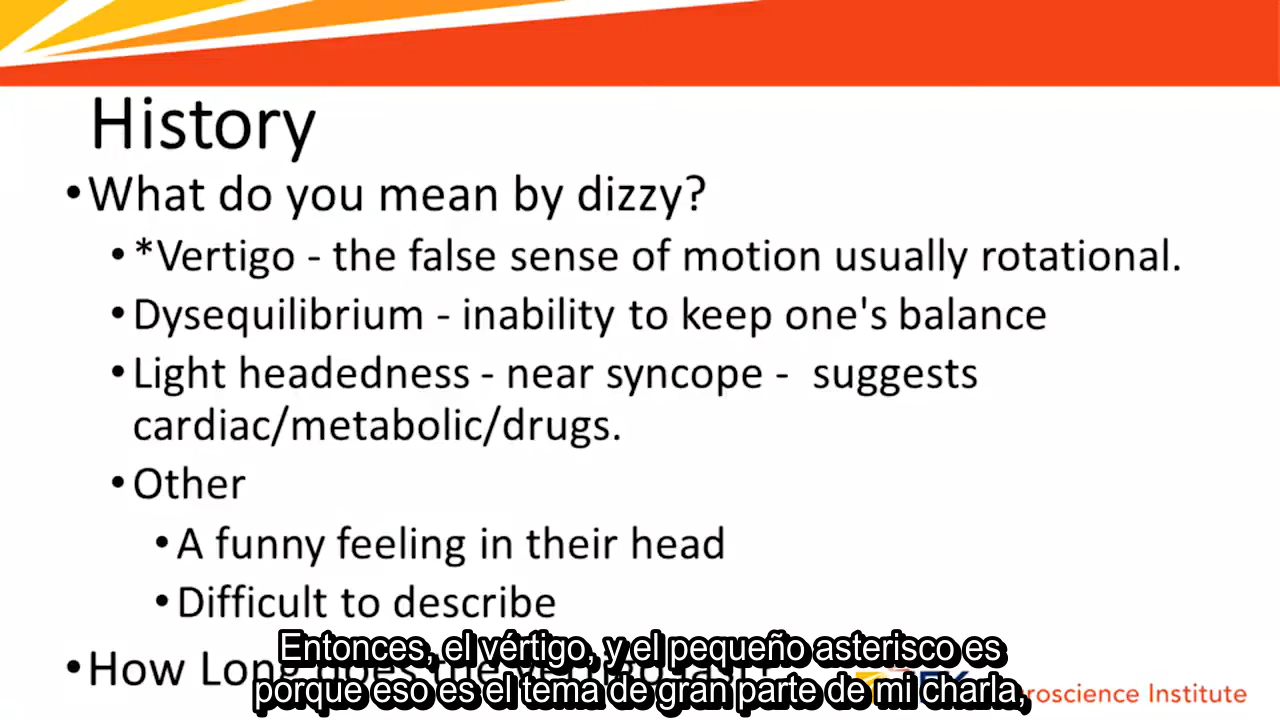 History
•What do you mean by dizzy?
•*Vertigo - the false sense of motion usually rotational.
•Dysequilibrium - inability to keep one's balance
•Light headedness - near syncope - suggests
cardiac/metabolic/drugs.
•Other
•A funny feeling in their head
•Difficult to describe
•How Long does the
Entonces, el vértigo, y el pequeño asterisco es
porque eso es el tema de gran parte de mi charla,
roscience Institute